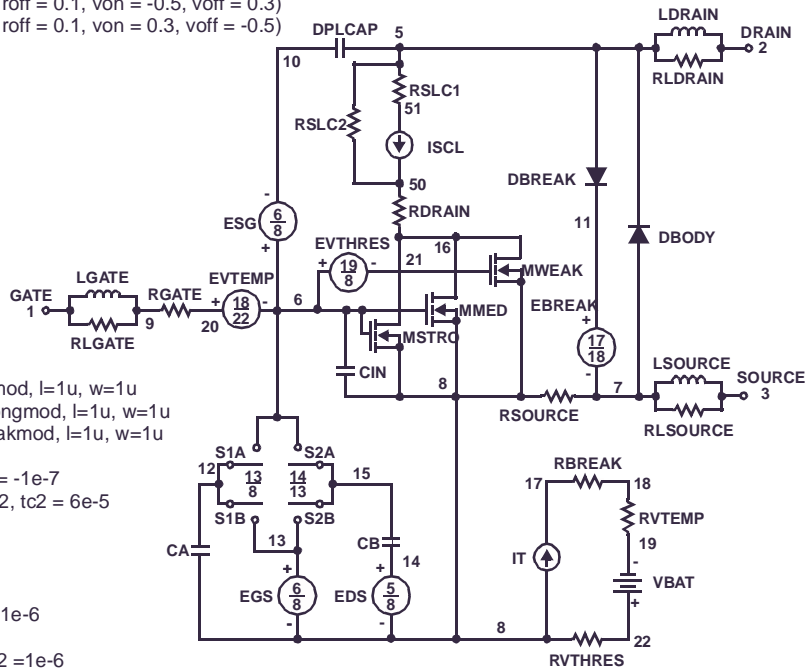 roff = 0.1, von = -0.5, voff = 0.3)
roff = 0.1, von = 0.3, voff = -0.5)
LDRAIN
DPLCAP
5
DRAIN
2
10
RLDRAIN
RSLC1
51
RSLC2
ISCL
50
DBREAK
RDRAIN
11
DBODY
ESG
6
8
-
+
EVTHRES
16
21
+
19
8
-
MWEAK
LGATE
EVTEMP
GATE
1
RGATE
+
18
22
-
6
EBREAK
MMED
9
20
RLGATE
MSTRO
+
17
18
-
CIN
8
7
LSOURCE
SOURCE
3
RSOURCE
RLSOURCE
mod, l=1u, w=1u
ongmod, l=1u, w=1u
akmod, l=1u, w=1u
= -1e-7
2, tc2 = 6e-5
S1A
S2A
12
13
8
14
13
15
S1B
S2B
13
CA
CB
14
+
+
EGS
6
8
EDS
5
8
-
-
RBREAK
17
18
RVTEMP
19
IT
-
VBAT
+
8
22
RVTHRES
1e-6
2 =1e-6